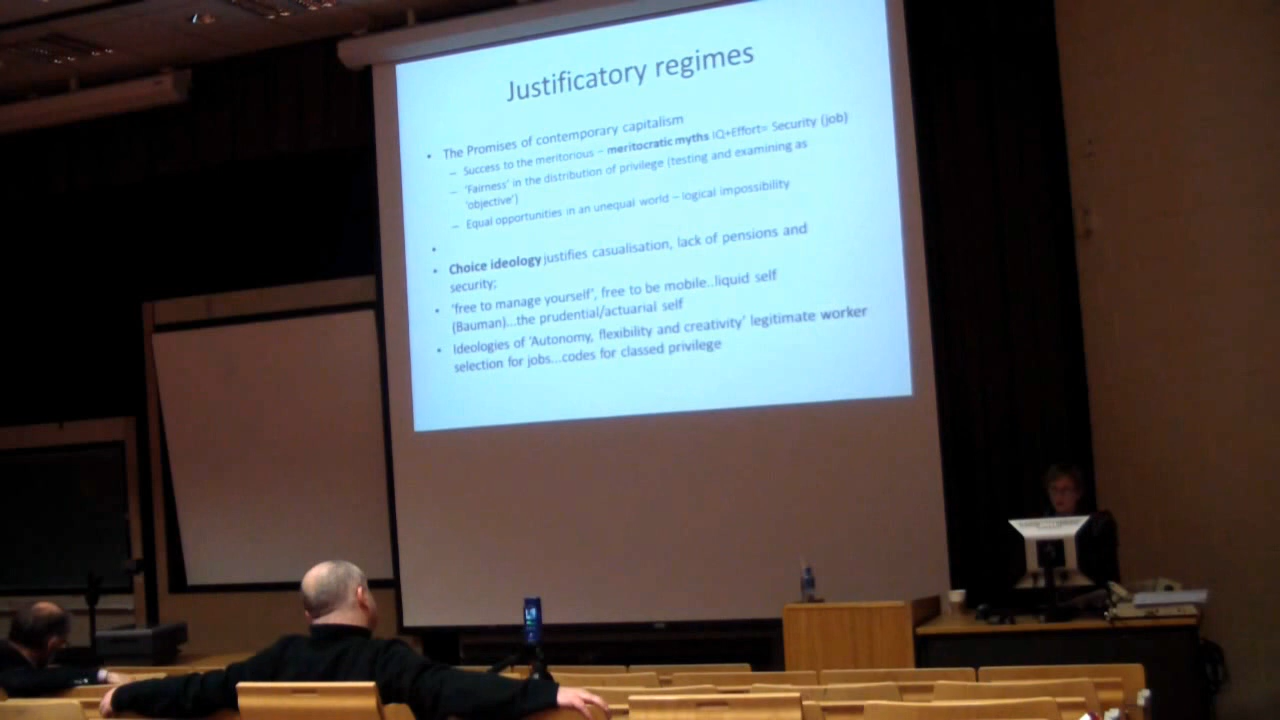 Justificatory regimes
• The Promises of contemporary capitalism
– Success to the meritorious – meritocratic myths IQ+Effort= Security (job)
– 'Fairness' in the distribution of privilege (testing and examining as
'objective')
– Equal opportunities in an unequal world – logical impossibility
•
• Choice ideology justifies casualisation, lack of pensions and
security;
• 'free to manage yourself', free to be mobile..liquid self
(Bauman)...the prudential/actuarial self
• Ideologies of 'Autonomy, flexibility and creativity' legitimate worker
selection for jobs...codes for classed privilege